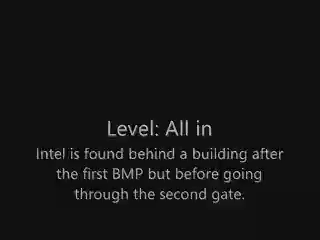 Level: All in
Intel is found behind a building after
the first BMP but before going
through the second gate.